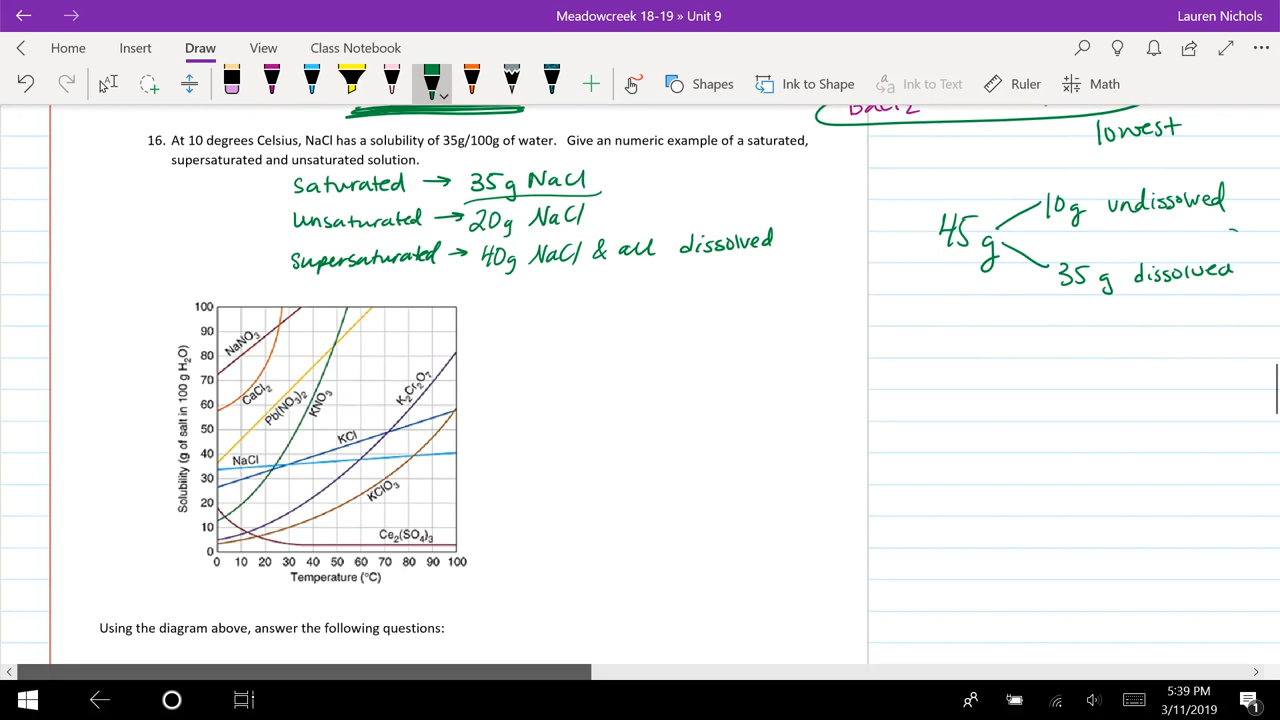 Meadowcreek 18-19 » Unit 9
Lauren Nichols
Home
Insert
Draw
View
Class Notebook
Shapes
Ink to Shape
Ink to Text
Ruler
Math
BaCl2
lowest
16. At 10 degrees Celsius, NaCl has a solubility of 35g/100g of water. Give an numeric example of a saturated,
supersaturated and unsaturated solution.
Saturated → 35g NaCl
Unsaturated → 20g NaCl
Supersaturated → 40g NaCl & all dissolved
45 g
10g undissolved
35 g dissolved
Solubility (g of salt in 100 g H₂O)
100
90
80
70
60
50
40
30
20
10
0
NaNO₃
CaCl₂
Pb(NO₃)₂
KNO₃
K₂Cr₂O₇
KCl
NaCl
KClO₃
Ce₂(SO₄)₃
0 10 20 30 40 50 60 70 80 90 100
Temperature (°C)
Using the diagram above, answer the following questions:
5:39 PM
3/11/2019
1